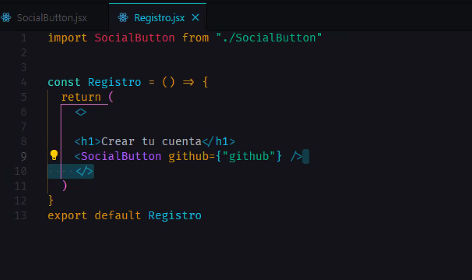 SocialButton.jsx
Registro.jsx ×
1 import SocialButton from "./SocialButton"
2
3
4 const Registro = () => {
5   return (
6     <>
7
8     <h1>Crear tu cuenta</h1>
9     <SocialButton github={"github"} />
10     </>
11   )
12 }
13 export default Registro